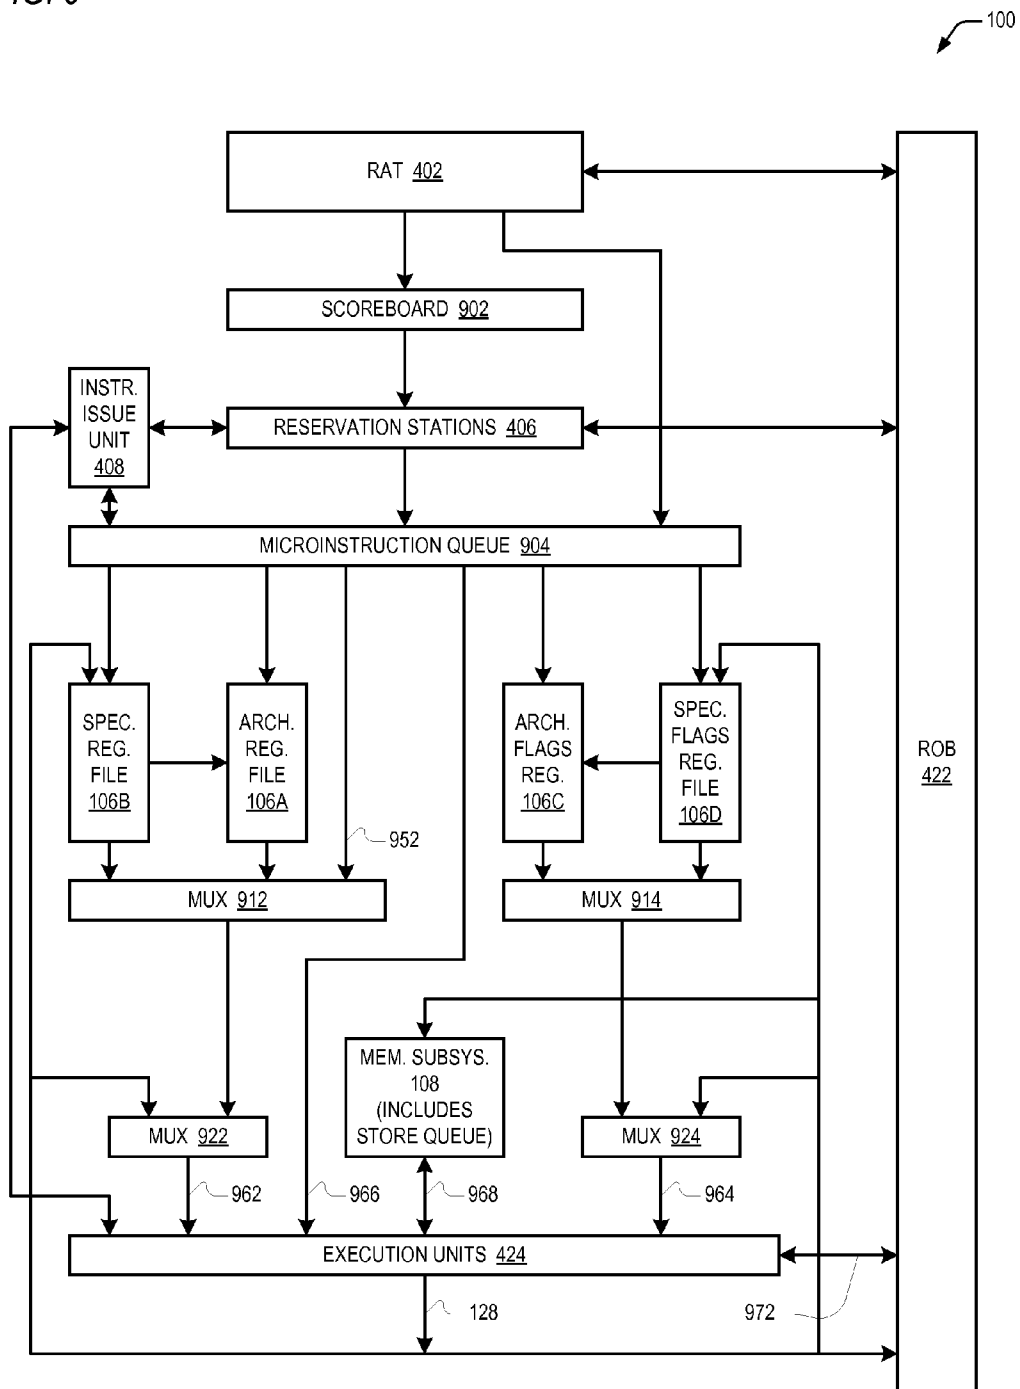 100
RAT 402
SCOREBOARD 902
INSTR.
ISSUE
UNIT
408
RESERVATION STATIONS 406
MICROINSTRUCTION QUEUE 904
SPEC.
REG.
FILE
106B
ARCH.
REG.
FILE
106A
ARCH.
FLAGS
REG.
106C
SPEC.
FLAGS
REG.
FILE
106D
ROB
422
952
MUX 912
MUX 914
MEM. SUBSYS.
108
(INCLUDES
STORE QUEUE)
MUX 922
MUX 924
962
966
968
964
EXECUTION UNITS 424
128
972